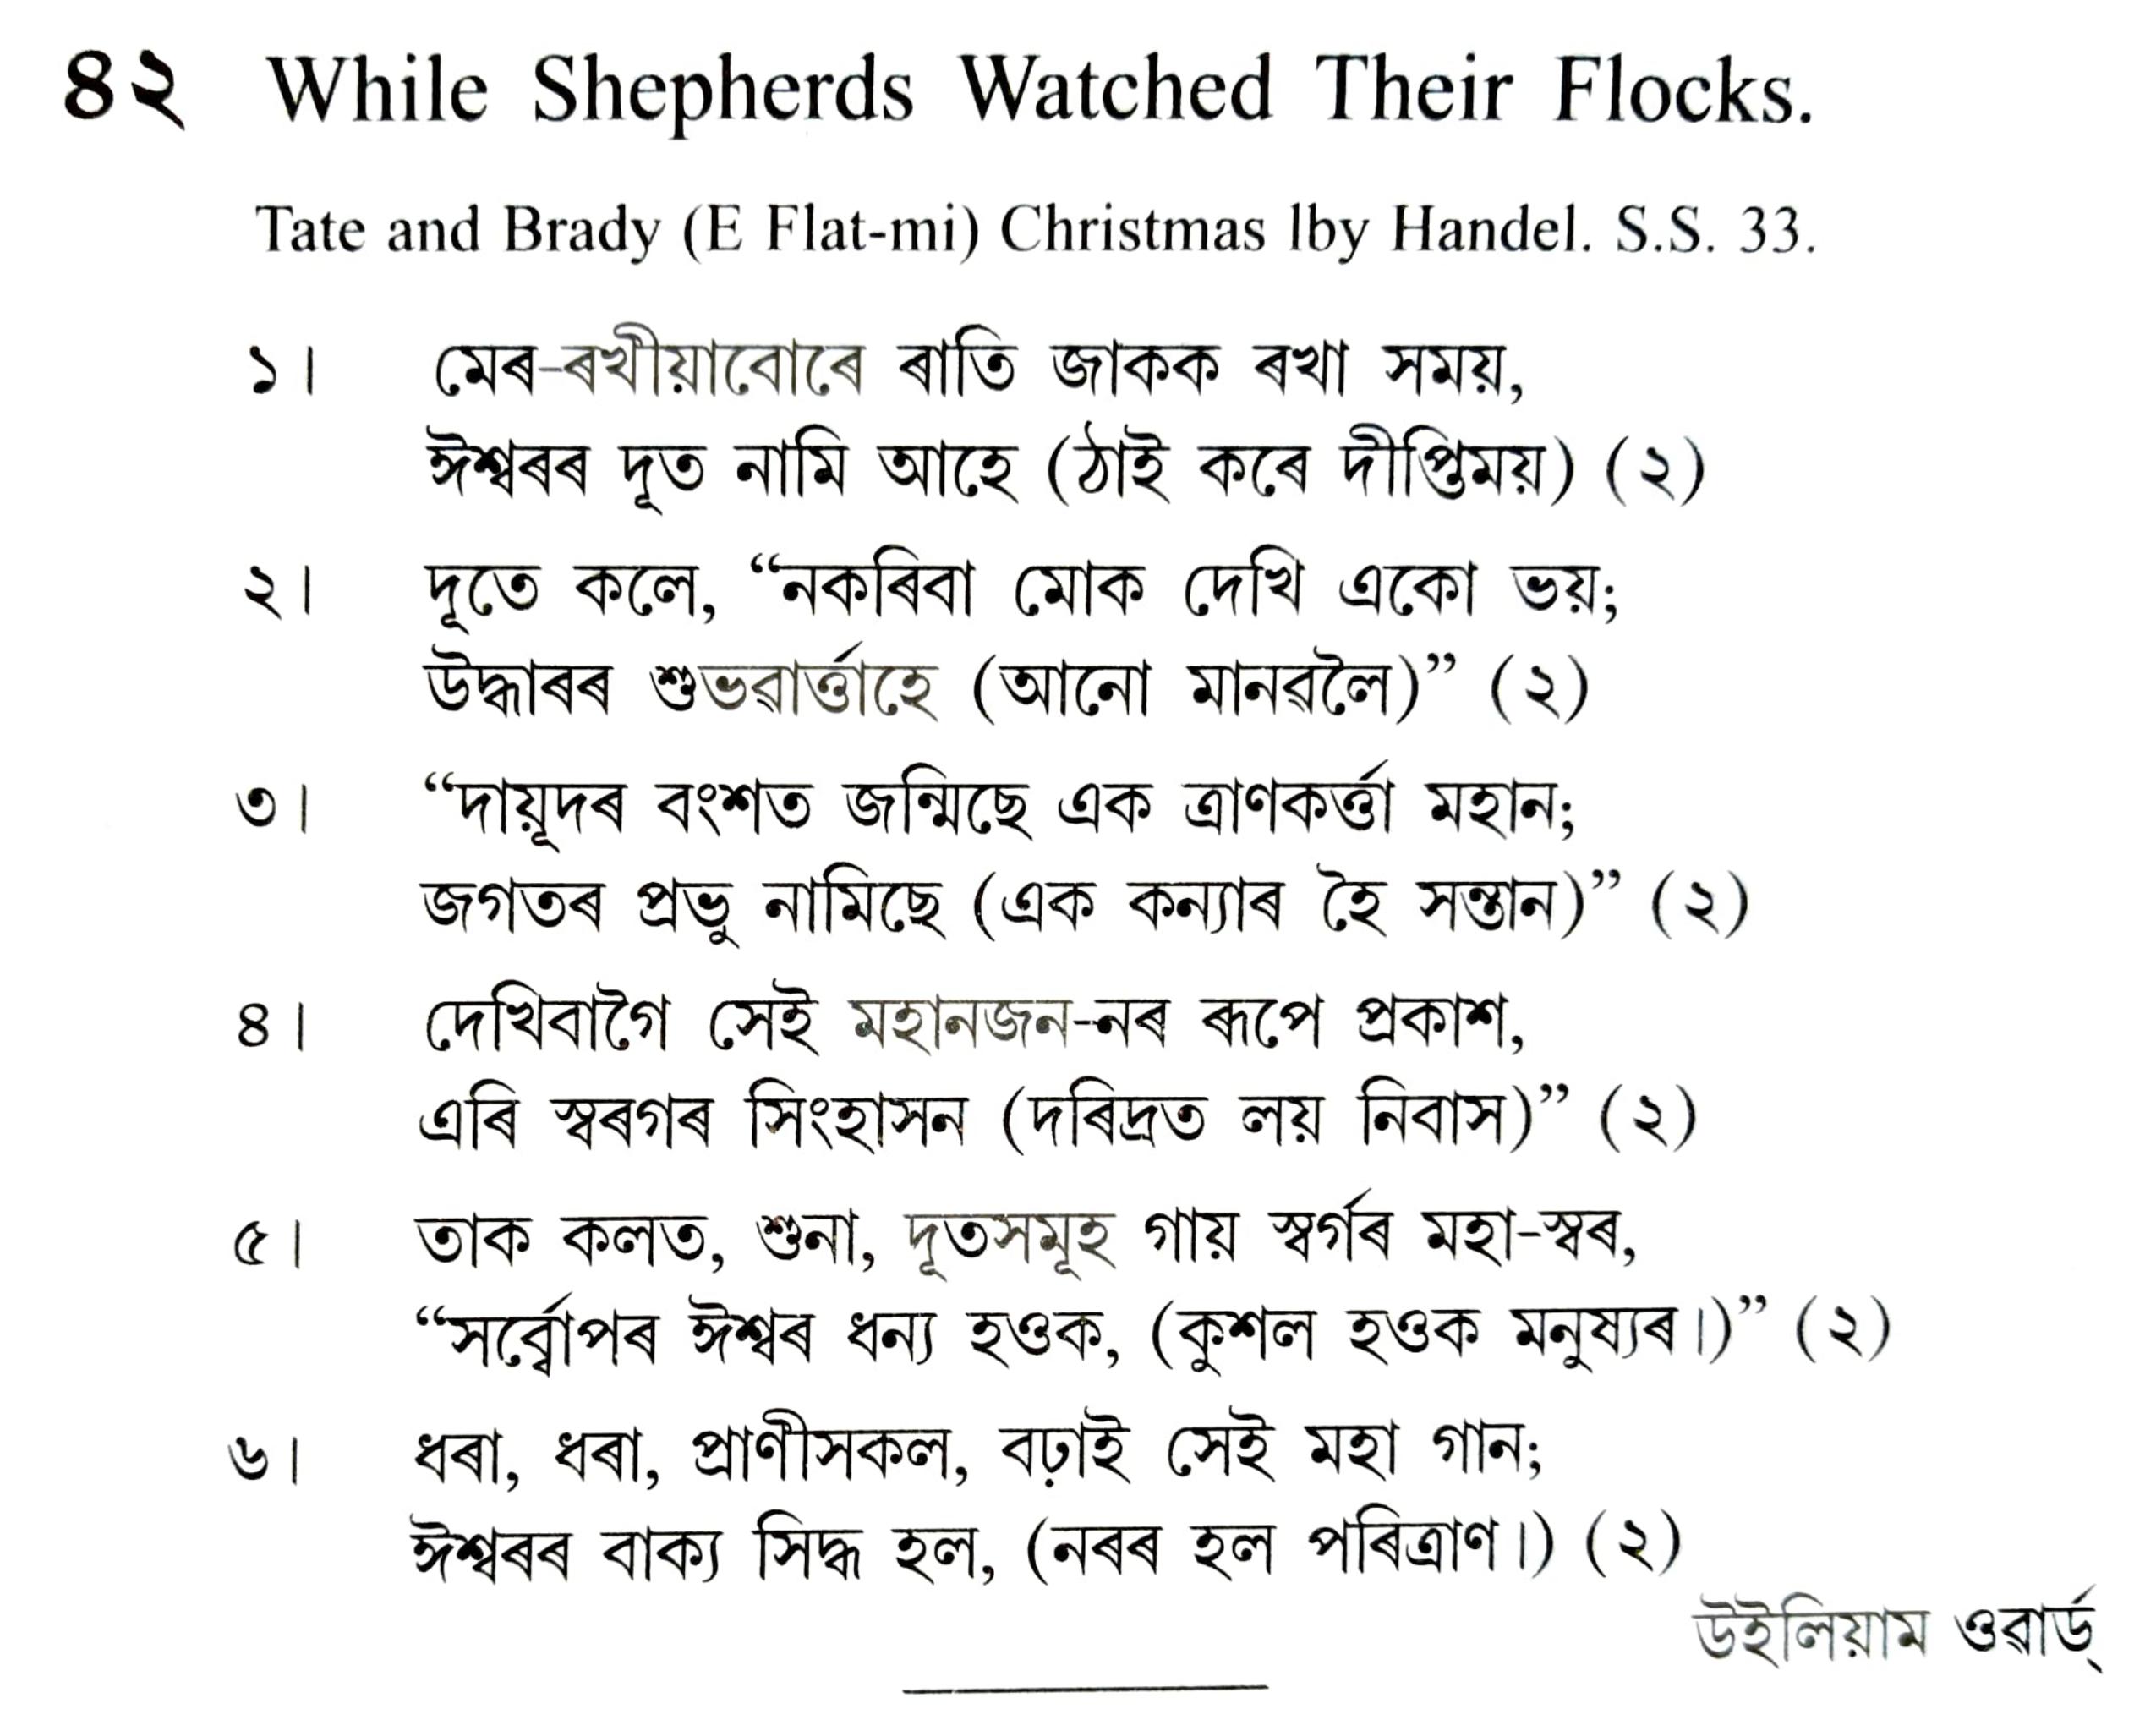 ৪২ While Shepherds Watched Their Flocks.
Tate and Brady (E Flat-mi) Christmas lby Handel. S.S. 33.
১। মেৰ-ৰখীয়াবোৰে ৰাতি জাকক ৰখা সময়,
ঈশ্বৰৰ দূত নামি আহে (ঠাই কৰে দীপ্তিময়) (২)
২। দূতে কলে, “নকৰিবা মোক দেখি একো ভয়;
উদ্ধাৰৰ শুভৱাৰ্ত্তাহে (আনো মানৱলৈ)” (২)
৩। “দায়ূদৰ বংশত জন্মিছে এক ত্ৰাণকৰ্ত্তা মহান;
জগতৰ প্ৰভু নামিছে (এক কন্যাৰ হৈ সন্তান)” (২)
৪। দেখিবাগৈ সেই মহানজন-নৰ ৰূপে প্ৰকাশ,
এৰি স্বৰগৰ সিংহাসন (দৰিদ্ৰত লয় নিবাস)” (২)
৫। তাক কলত, শুনা, দূতসমূহ গায় স্বৰ্গৰ মহা-স্বৰ,
“সৰ্ব্বোপৰ ঈশ্বৰ ধন্য হওক, (কুশল হওক মনুষ্যৰ।)” (২)
৬। ধৰা, ধৰা, প্ৰাণীসকল, বঢ়াই সেই মহা গান;
ঈশ্বৰৰ বাক্য সিদ্ধ হল, (নৰৰ হল পৰিত্ৰাণ।) (২)
উইলিয়াম ওৱাৰ্ড্